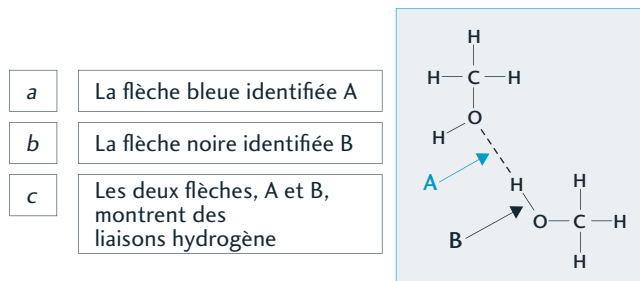 a La flèche bleue identifiée A
b La flèche noire identifiée B
c Les deux flèches, A et B,
montrent des
liaisons hydrogène
H
H C H
O
H
A
H
H
O C H
B
H